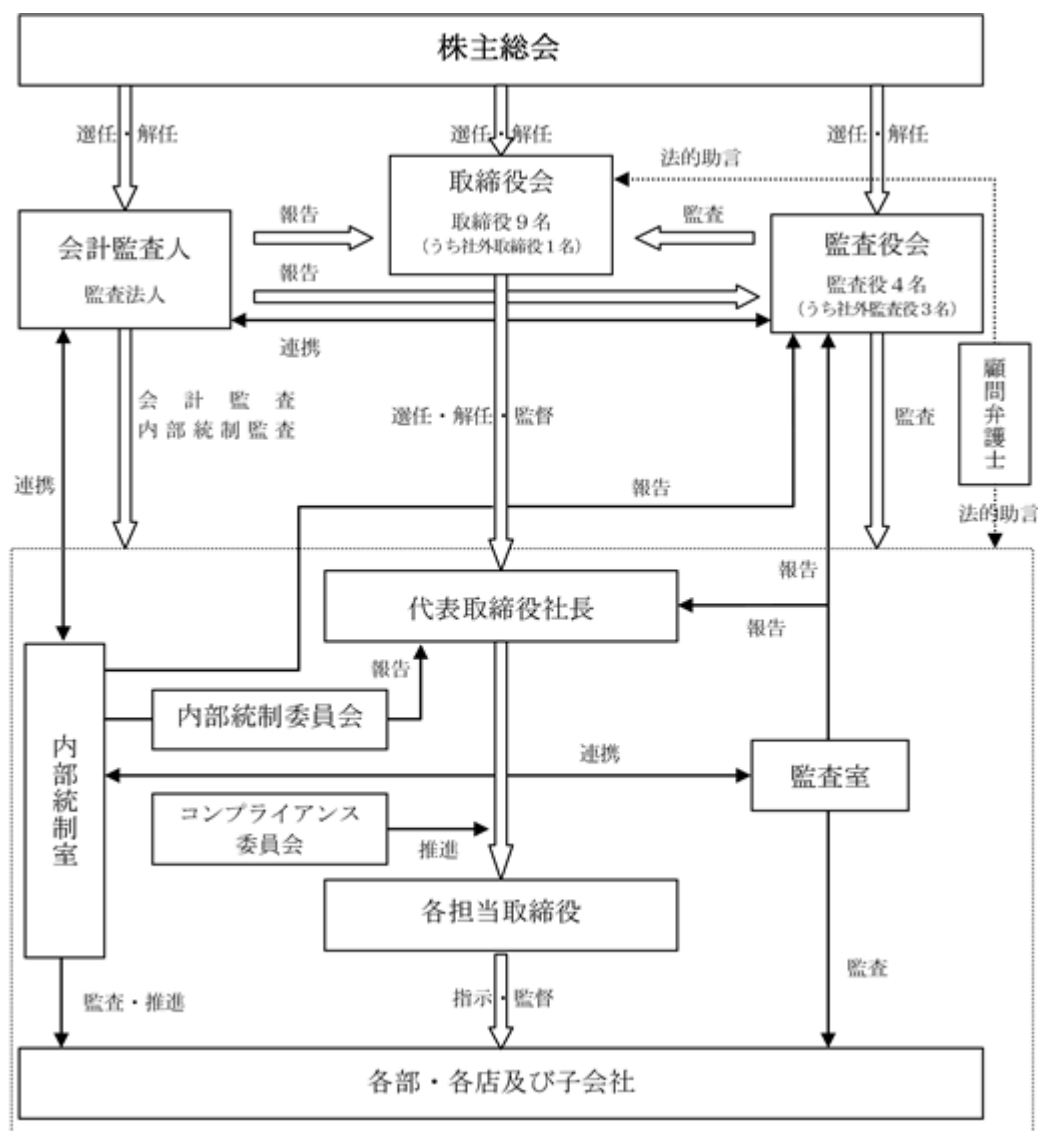 株主総会
選任・解任
選任・解任
選任・解任
法的助言
取締役会
取締役9名
(うち社外取締役1名)
報告
監査
会計監査人
監査法人
監査役会
監査役4名
(うち社外監査役3名)
報告
連携
顧問弁護士
会計監査
内部統制監査
選任・解任・監督
監査
連携
報告
法的助言
報告
代表取締役社長
報告
報告
内部統制委員会
内部統制室
連携
監査室
コンプライアンス
委員会
推進
各担当取締役
監査
監査・推進
指示・監督
各部・各店及び子会社